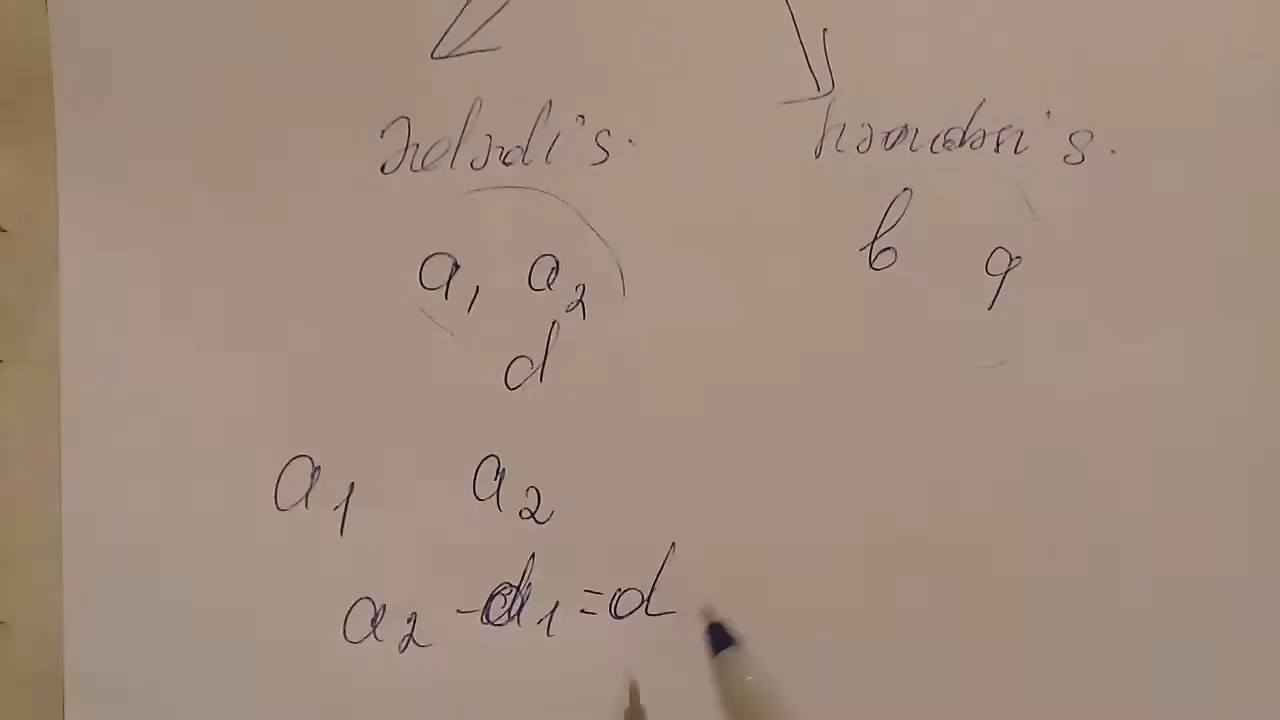 a₁ a₂
b q
d
a₁ a₂
a₂ - a₁ = d